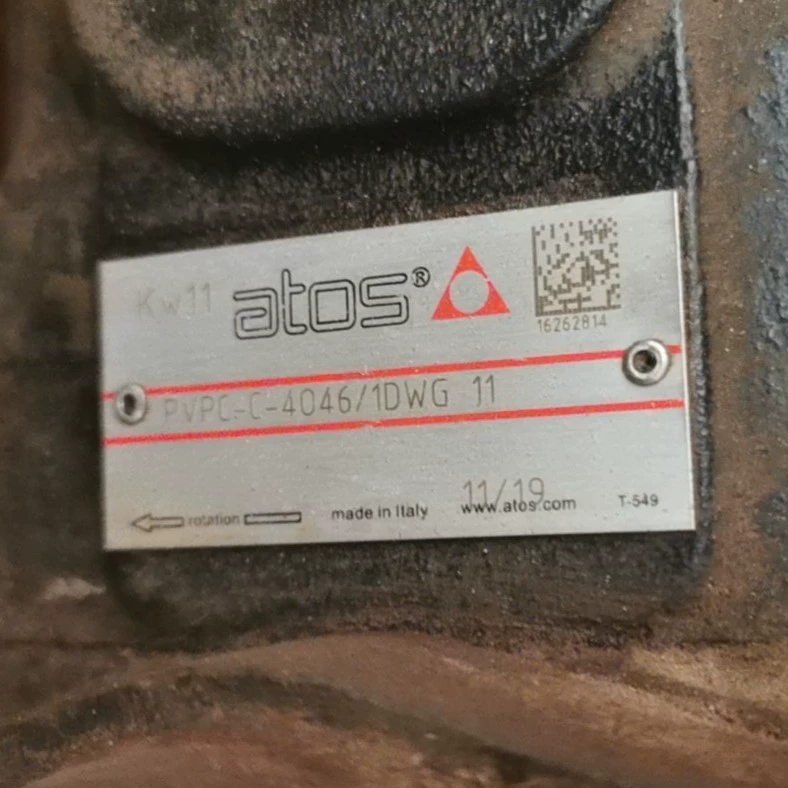 Kw11 atos®
16262814
PVPC-C-4046/1DWG 11
11/19
rotation made in Italy www.atos.com T-549